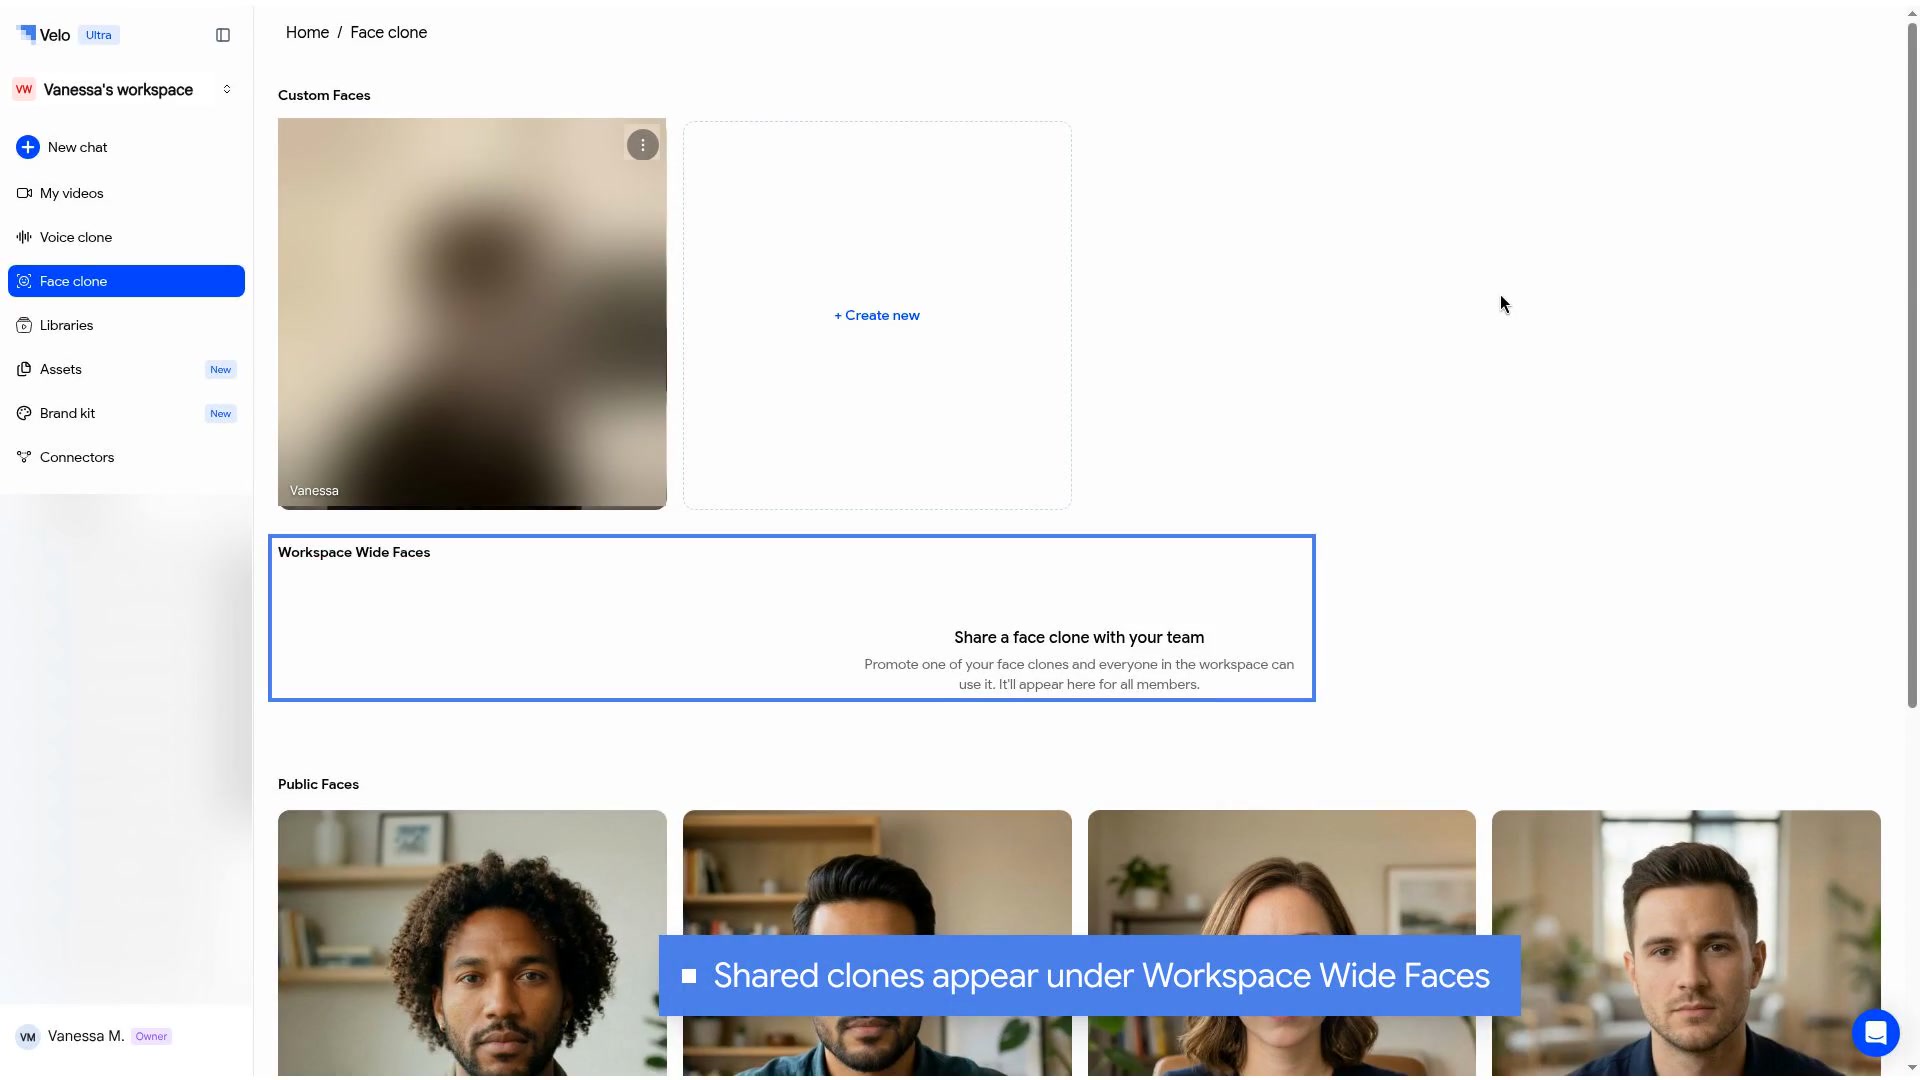 Velo Ultra
Home / Face clone
VW Vanessa's workspace
Custom Faces
New chat
My videos
Voice clone
Face clone
+ Create new
Libraries
Assets New
Brand kit New
Connectors
Vanessa
Workspace Wide Faces
Share a face clone with your team
Promote one of your face clones and everyone in the workspace can
use it. It'll appear here for all members.
Public Faces
Shared clones appear under Workspace Wide Faces
VM Vanessa M. Owner